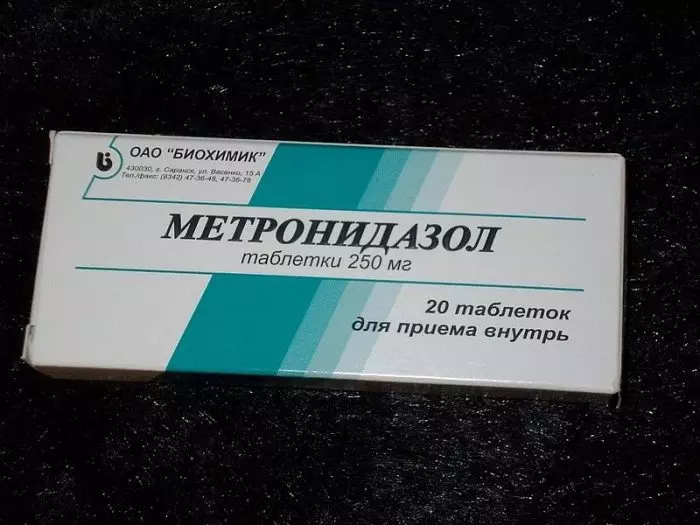 ОАО "БИОХИМИК"
430030, г. Саранск, ул. Васенко, 15 А
Тел./факс: (8342) 47-36-48, 47-36-78
МЕТРОНИДАЗОЛ
таблетки 250 мг
20 таблеток
для приема внутрь